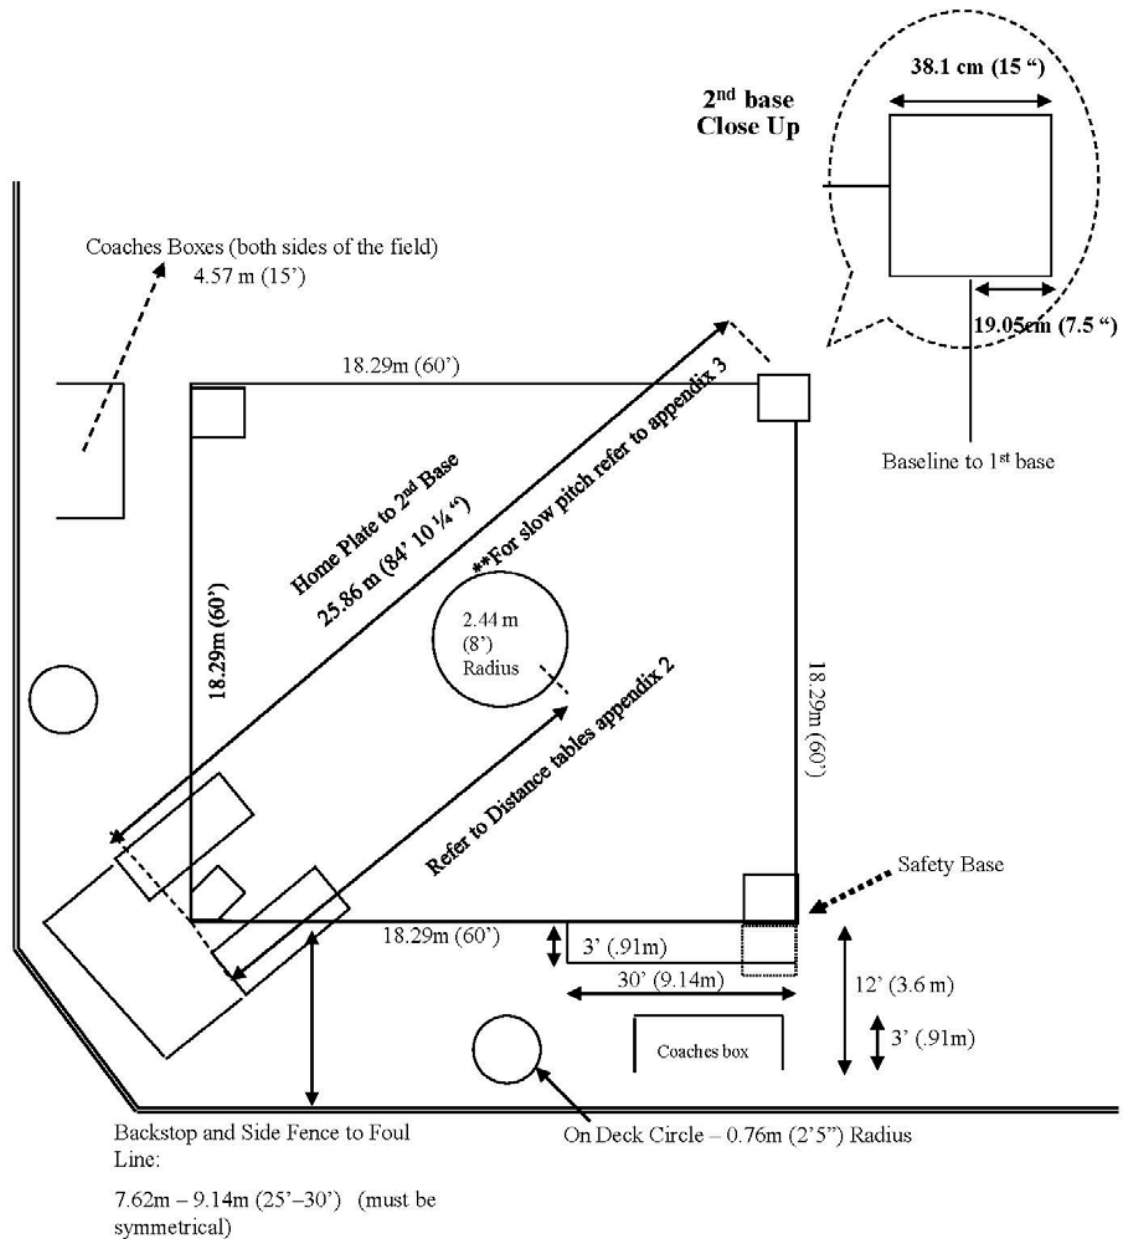 38.1 cm (15 “)
2nd base
Close Up
19.05cm (7.5 “)
Baseline to 1st base
Coaches Boxes (both sides of the field)
4.57 m (15’)
18.29m (60’)
Home Plate to 2nd Base
25.86 m (84’ 10 ¼ “)
**For slow pitch refer to appendix 3
2.44 m
(8’)
Radius
18.29m (60’)
18.29m (60’)
Refer to Distance tables appendix 2
Safety Base
18.29m (60’)
3’ (.91m)
30’ (9.14m)
12’ (3.6 m)
3’ (.91m)
Coaches box
Backstop and Side Fence to Foul
Line:
7.62m – 9.14m (25’–30’) (must be
symmetrical)
On Deck Circle – 0.76m (2’5”) Radius